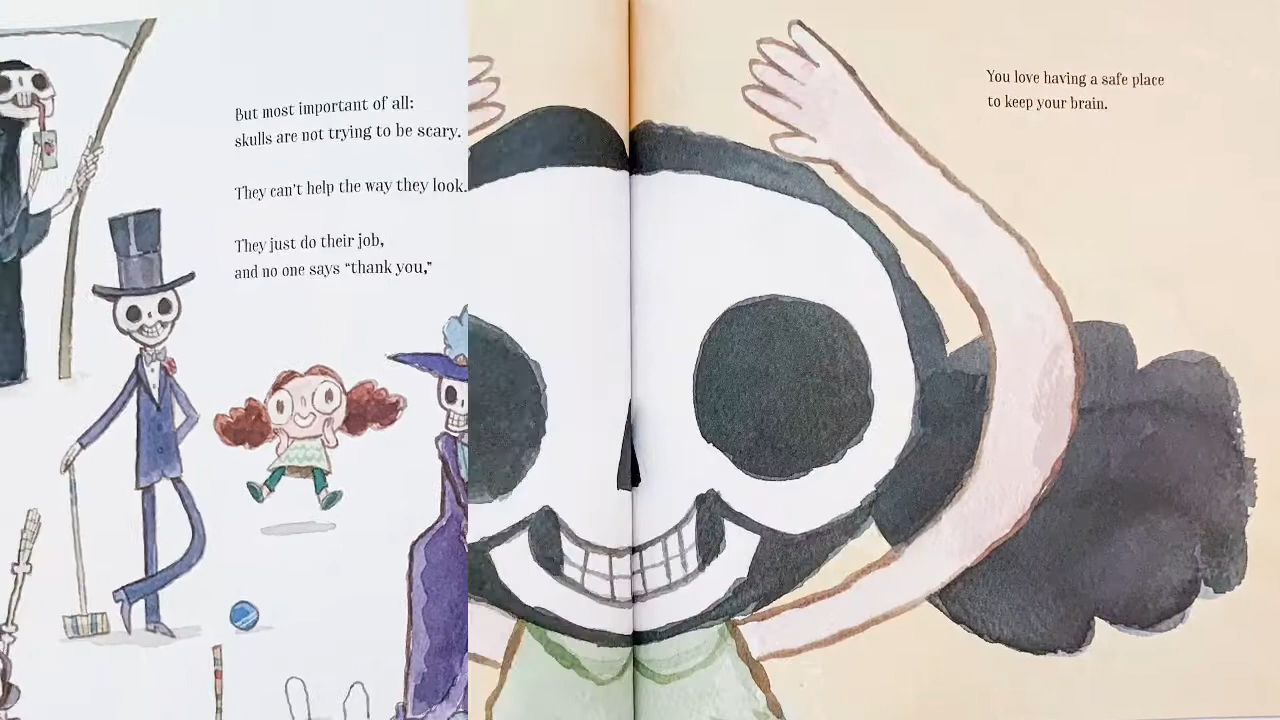 But most important of all:
skulls are not trying to be scary.
They can't help the way they look.
They just do their job,
and no one says “thank you,”
You love having a safe place
to keep your brain.